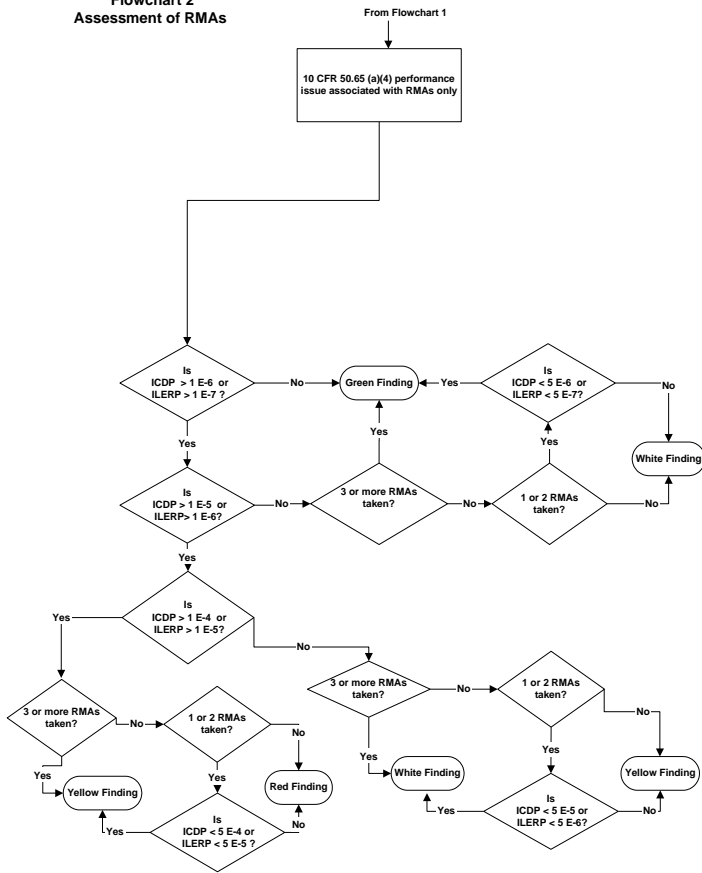 Flowchart 2
Assessment of RMAs
From Flowchart 1
10 CFR 50.65 (a)(4) performance
issue associated with RMAs only
Is
ICDP > 1 E-6 or
ILERP > 1 E-7 ?
No
Green Finding
Yes
Is
ICDP < 5 E-6 or
ILERP < 5 E-7?
No
Yes
Yes
Yes
White Finding
Is
ICDP > 1 E-5 or
ILERP> 1 E-6?
No
3 or more RMAs
taken?
No
1 or 2 RMAs
taken?
No
Yes
Is
ICDP > 1 E-4 or
ILERP > 1 E-5?
Yes
No
3 or more RMAs
taken?
No
1 or 2 RMAs
taken?
No
3 or more RMAs
taken?
No
1 or 2 RMAs
taken?
No
Yes
Yellow Finding
Yes
Red Finding
Yes
White Finding
Yes
Yellow Finding
Yes
Is
ICDP < 5 E-4 or
ILERP < 5 E-5 ?
No
Yes
Is
ICDP < 5 E-5 or
ILERP < 5 E-6?
No